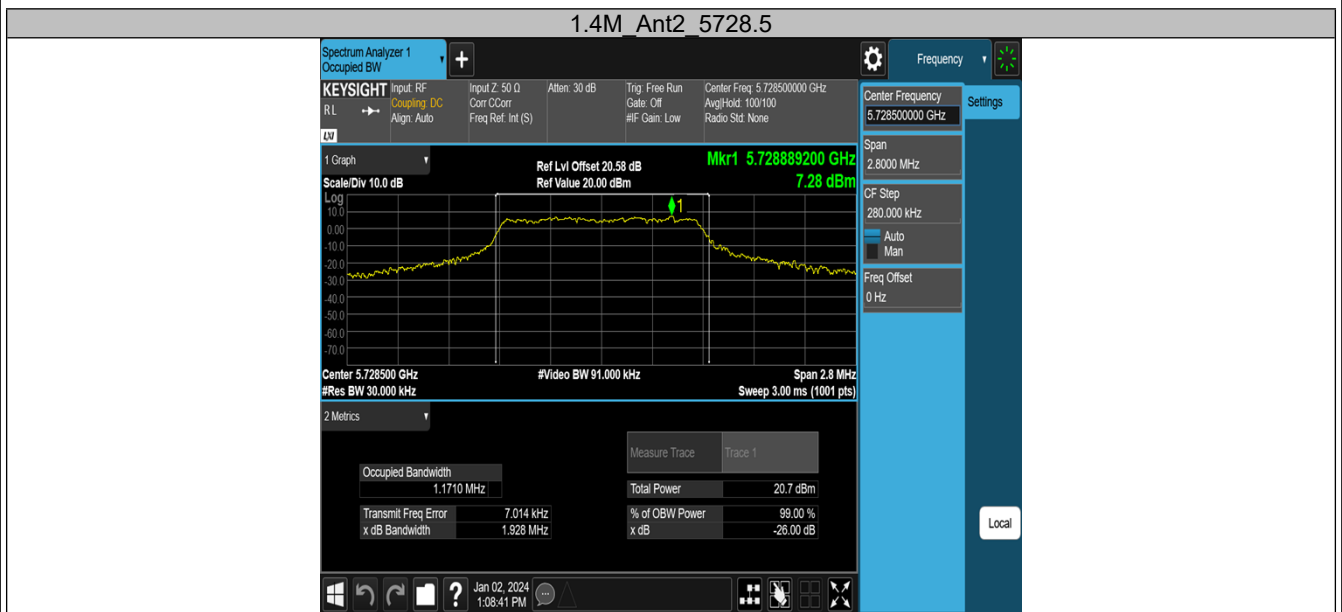 1.4M_Ant2_5728.5
Spectrum Analyzer 1
Occupied BW
+
Frequency
KEYSIGHT
RL
LXI
Input: RF
Coupling: DC
Align: Auto
Input Z: 50 Ω
Corr CCorr
Freq Ref: Int (S)
Atten: 30 dB
Trig: Free Run
Gate: Off
#IF Gain: Low
Center Freq: 5.728500000 GHz
Avg|Hold: 100/100
Radio Std: None
Center Frequency
5.728500000 GHz
Settings
Span
2.8000 MHz
CF Step
280.000 kHz
Auto
Man
Freq Offset
0 Hz
Local
1 Graph
Scale/Div 10.0 dB
Ref Lvl Offset 20.58 dB
Ref Value 20.00 dBm
Mkr1 5.728889200 GHz
7.28 dBm
Log
10.0
0.00
-10.0
-20.0
-30.0
-40.0
-50.0
-60.0
-70.0
1
Center 5.728500 GHz
#Res BW 30.000 kHz
#Video BW 91.000 kHz
Span 2.8 MHz
Sweep 3.00 ms (1001 pts)
2 Metrics
Measure Trace Trace 1
Occupied Bandwidth
1.1710 MHz
Total Power 20.7 dBm
Transmit Freq Error 7.014 kHz
% of OBW Power 99.00 %
x dB Bandwidth 1.928 MHz
x dB -26.00 dB
?
Jan 02, 2024
1:08:41 PM